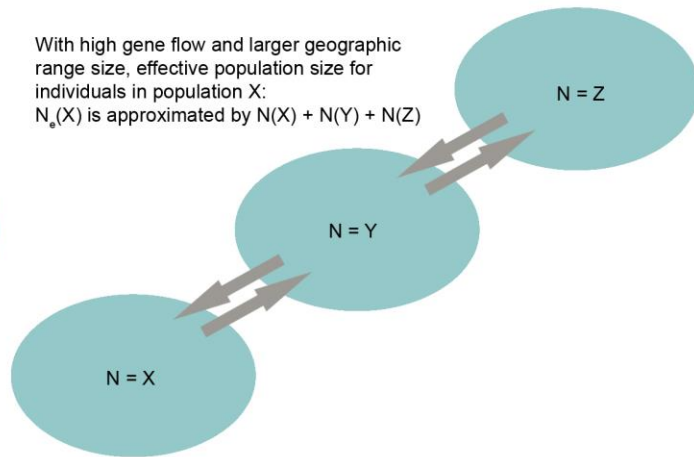 With high gene flow and larger geographic
range size, effective population size for
individuals in population X:
Nₑ(X) is approximated by N(X) + N(Y) + N(Z)
N = Z
N = Y
N = X